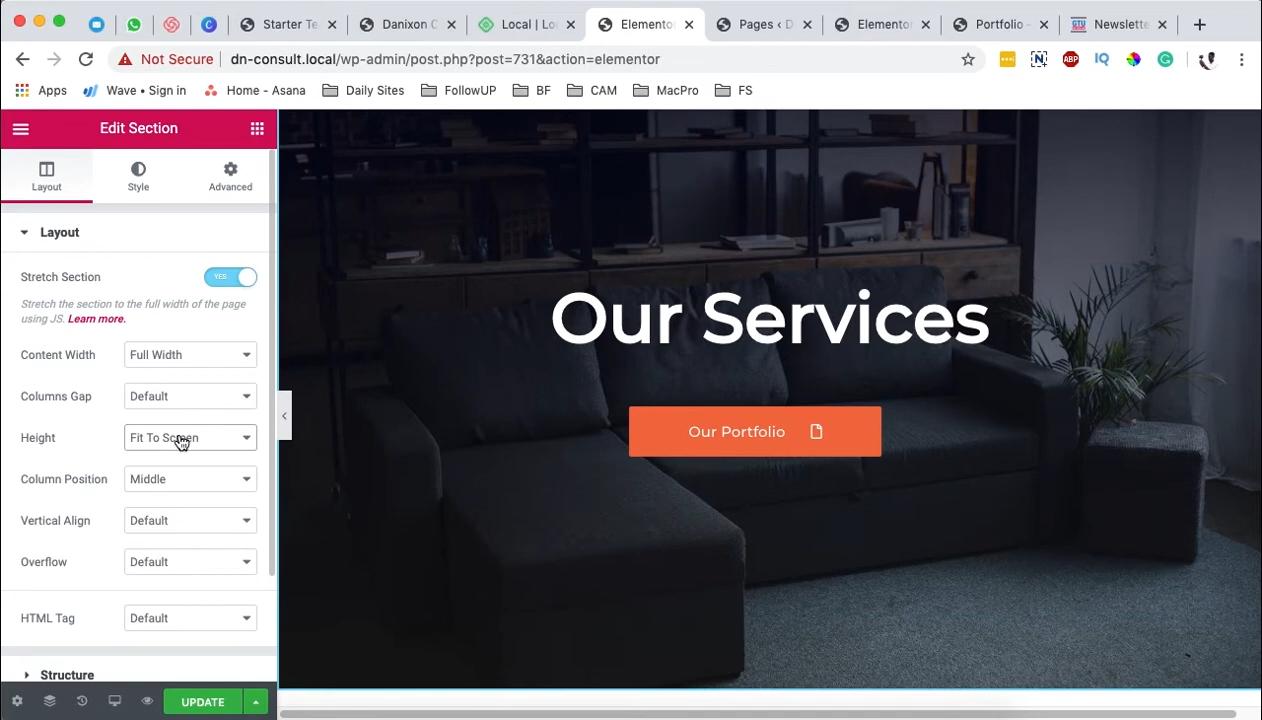 Starter Te
Danixon C
Local | Lo
Elemento
Pages < D
Elemento
Portfolio -
GTU
Newslette
Not Secure
dn-consult.local/wp-admin/post.php?post=731&action=elementor
N
ABP
IQ
G
Apps
Wave • Sign in
Home - Asana
Daily Sites
FollowUP
BF
CAM
MacPro
FS
Edit Section
Layout
Style
Advanced
Layout
Stretch Section
YES
Stretch the section to the full width of the page
using JS. Learn more.
Content Width
Full Width
Columns Gap
Default
Height
Fit To Screen
Column Position
Middle
Vertical Align
Default
Overflow
Default
HTML Tag
Default
Structure
UPDATE
Our Services
Our Portfolio